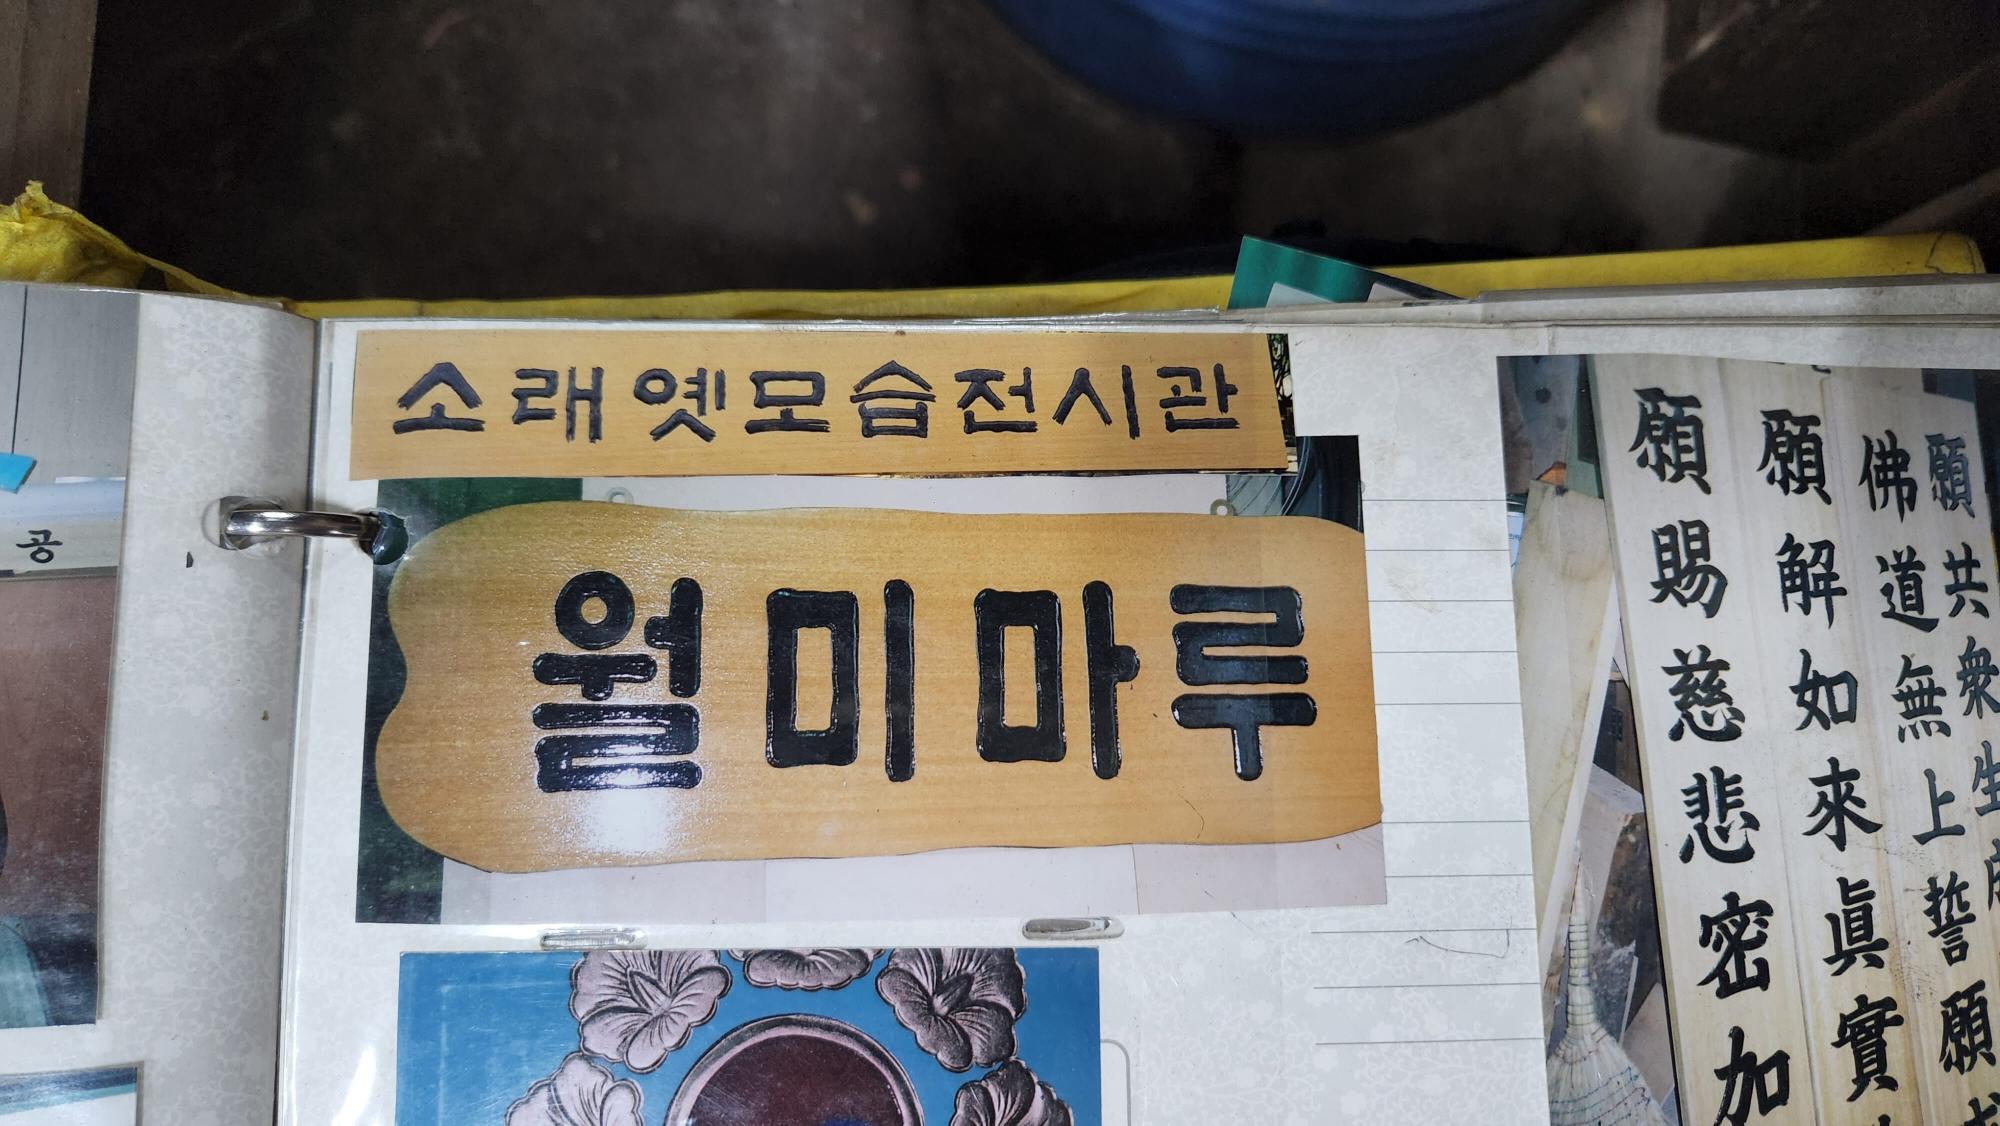 소래옛모습전시관
월미마루
공
願賜慈悲密加
願解如來眞實
佛道無上誓願
願共衆生